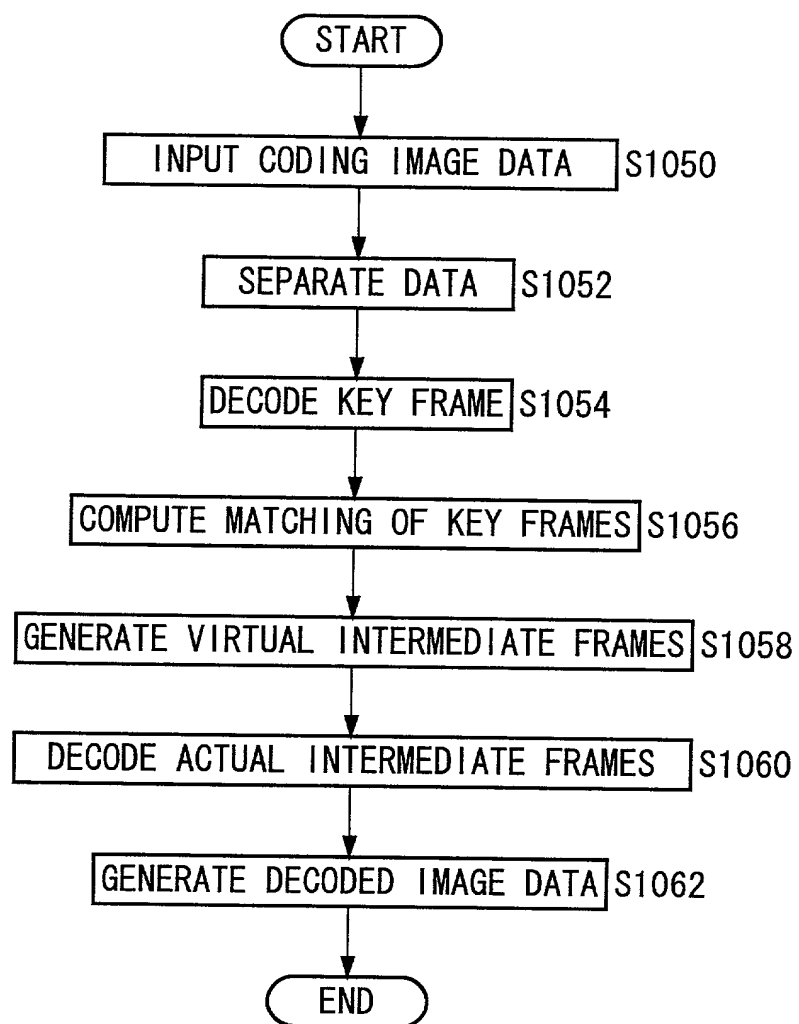 START
INPUT CODING IMAGE DATA S1050
SEPARATE DATA S1052
DECODE KEY FRAME S1054
COMPUTE MATCHING OF KEY FRAMES S1056
GENERATE VIRTUAL INTERMEDIATE FRAMES S1058
DECODE ACTUAL INTERMEDIATE FRAMES S1060
GENERATE DECODED IMAGE DATA S1062
END